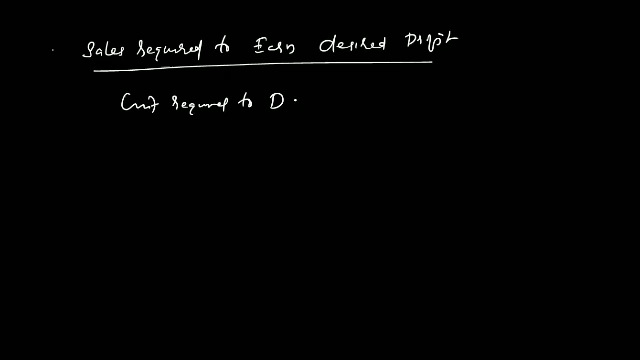 Sales required to Earn desired Profit
Unit required to D.